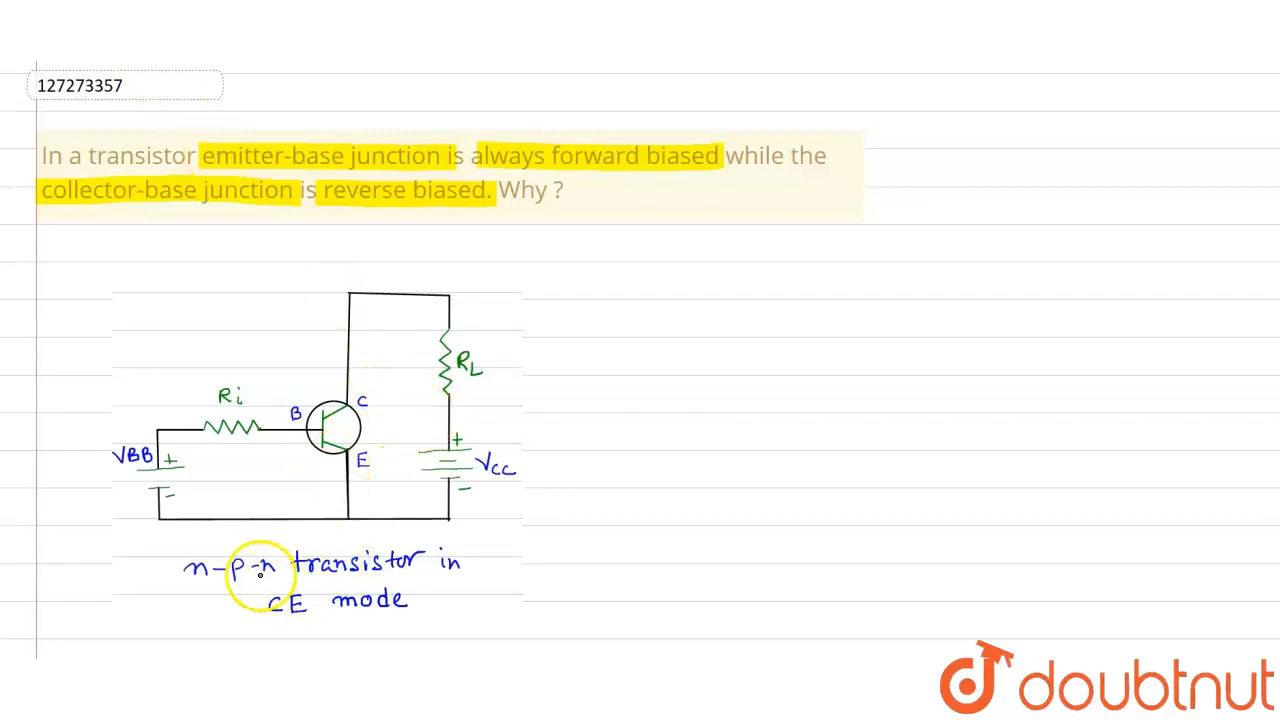 127273357
In a transistor emitter-base junction is always forward biased while the
collector-base junction is reverse biased. Why ?
RL
Ri
B
C
VBB
+
-
E
+
VCC
-
n-p-n transistor in
CE mode
doubtnut